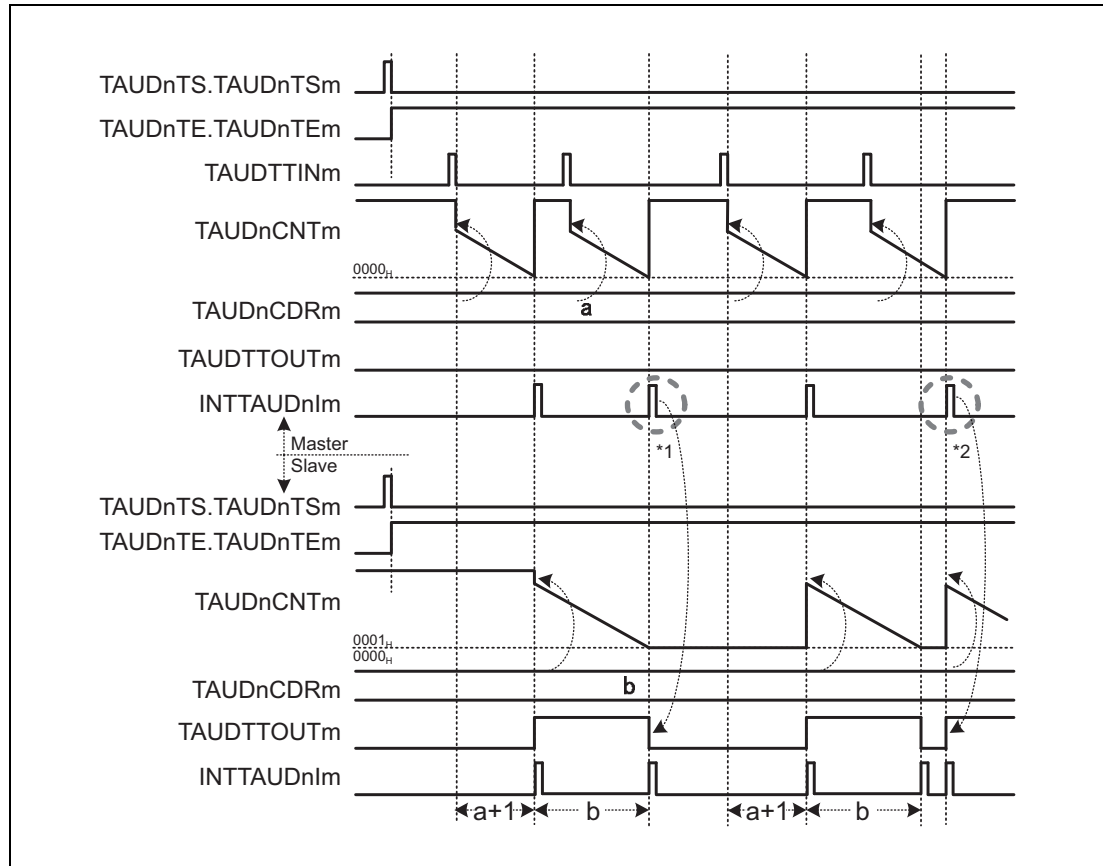 TAUDnTS.TAUDnTSm
TAUDnTE.TAUDnTEm
TAUDTTINm
TAUDnCNTm
0000H
TAUDnCDRm
a
TAUDTTOUTm
INTTAUDnIm
*1
*2
Master
Slave
TAUDnTS.TAUDnTSm
TAUDnTE.TAUDnTEm
TAUDnCNTm
0001H
0000H
TAUDnCDRm
b
TAUDTTOUTm
INTTAUDnIm
a+1
b
a+1
b